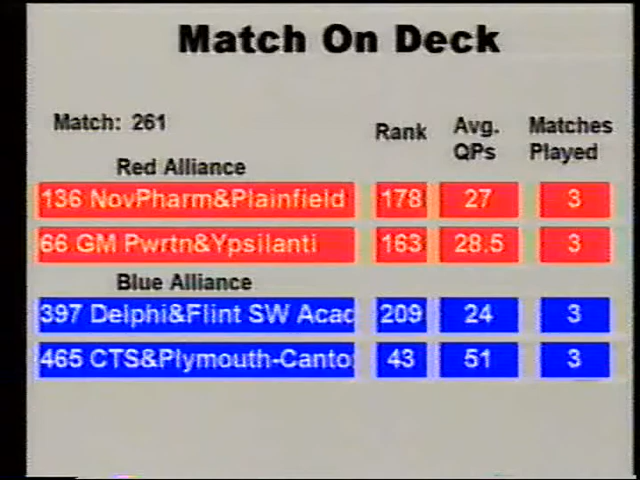 Match On Deck
Match: 261
Rank Avg. QPs Matches Played
Red Alliance
136 NovPharm&Plainfield 178 27 3
66 GM Pwrtn&Ypsilanti 163 28.5 3
Blue Alliance
397 Delphi&Flint SW Acad 209 24 3
465 CTS&Plymouth-Canto 43 51 3